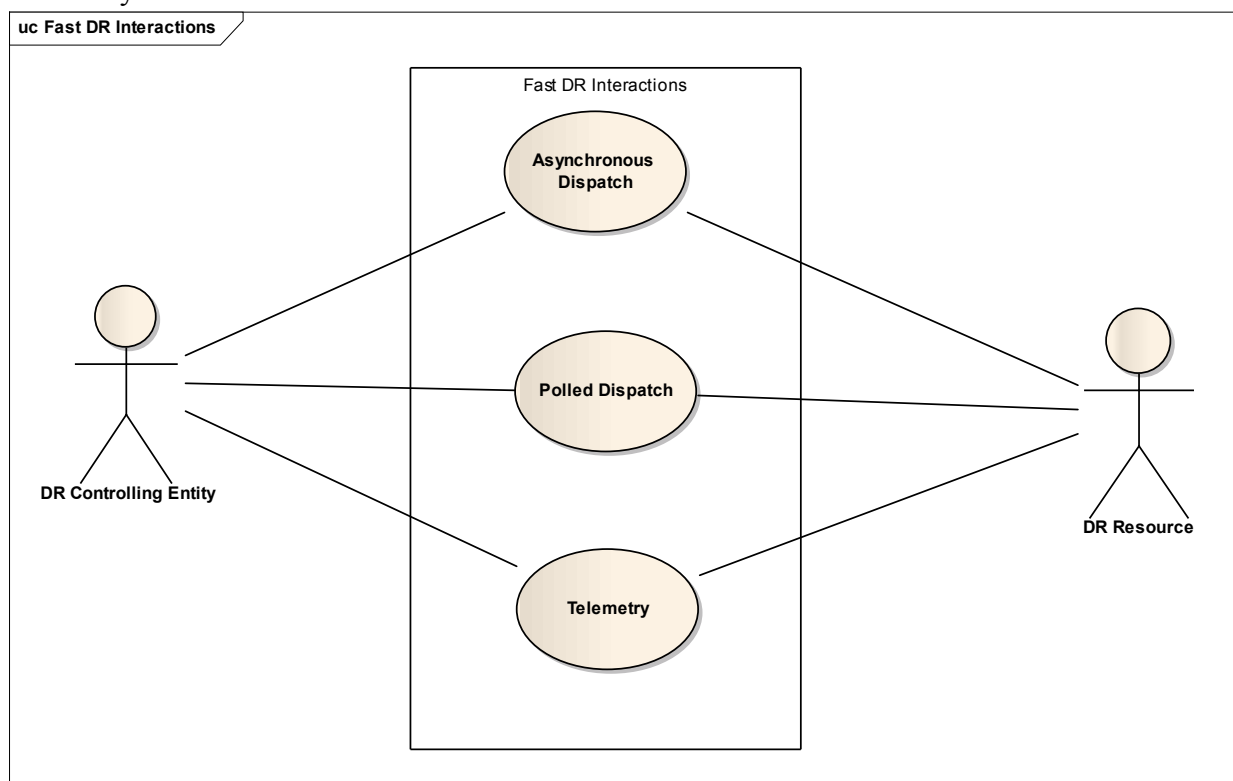 uc Fast DR Interactions
Fast DR Interactions
Asynchronous
Dispatch
Polled Dispatch
DR Controlling Entity
DR Resource
Telemetry